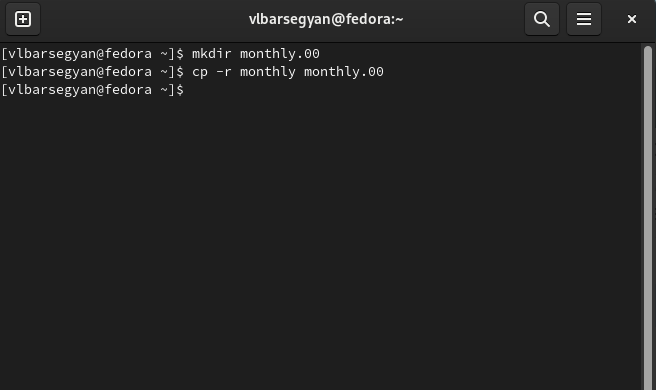 vlbarsegyan@fedora:~
[vlbarsegyan@fedora ~]$ mkdir monthly.00
[vlbarsegyan@fedora ~]$ cp -r monthly monthly.00
[vlbarsegyan@fedora ~]$